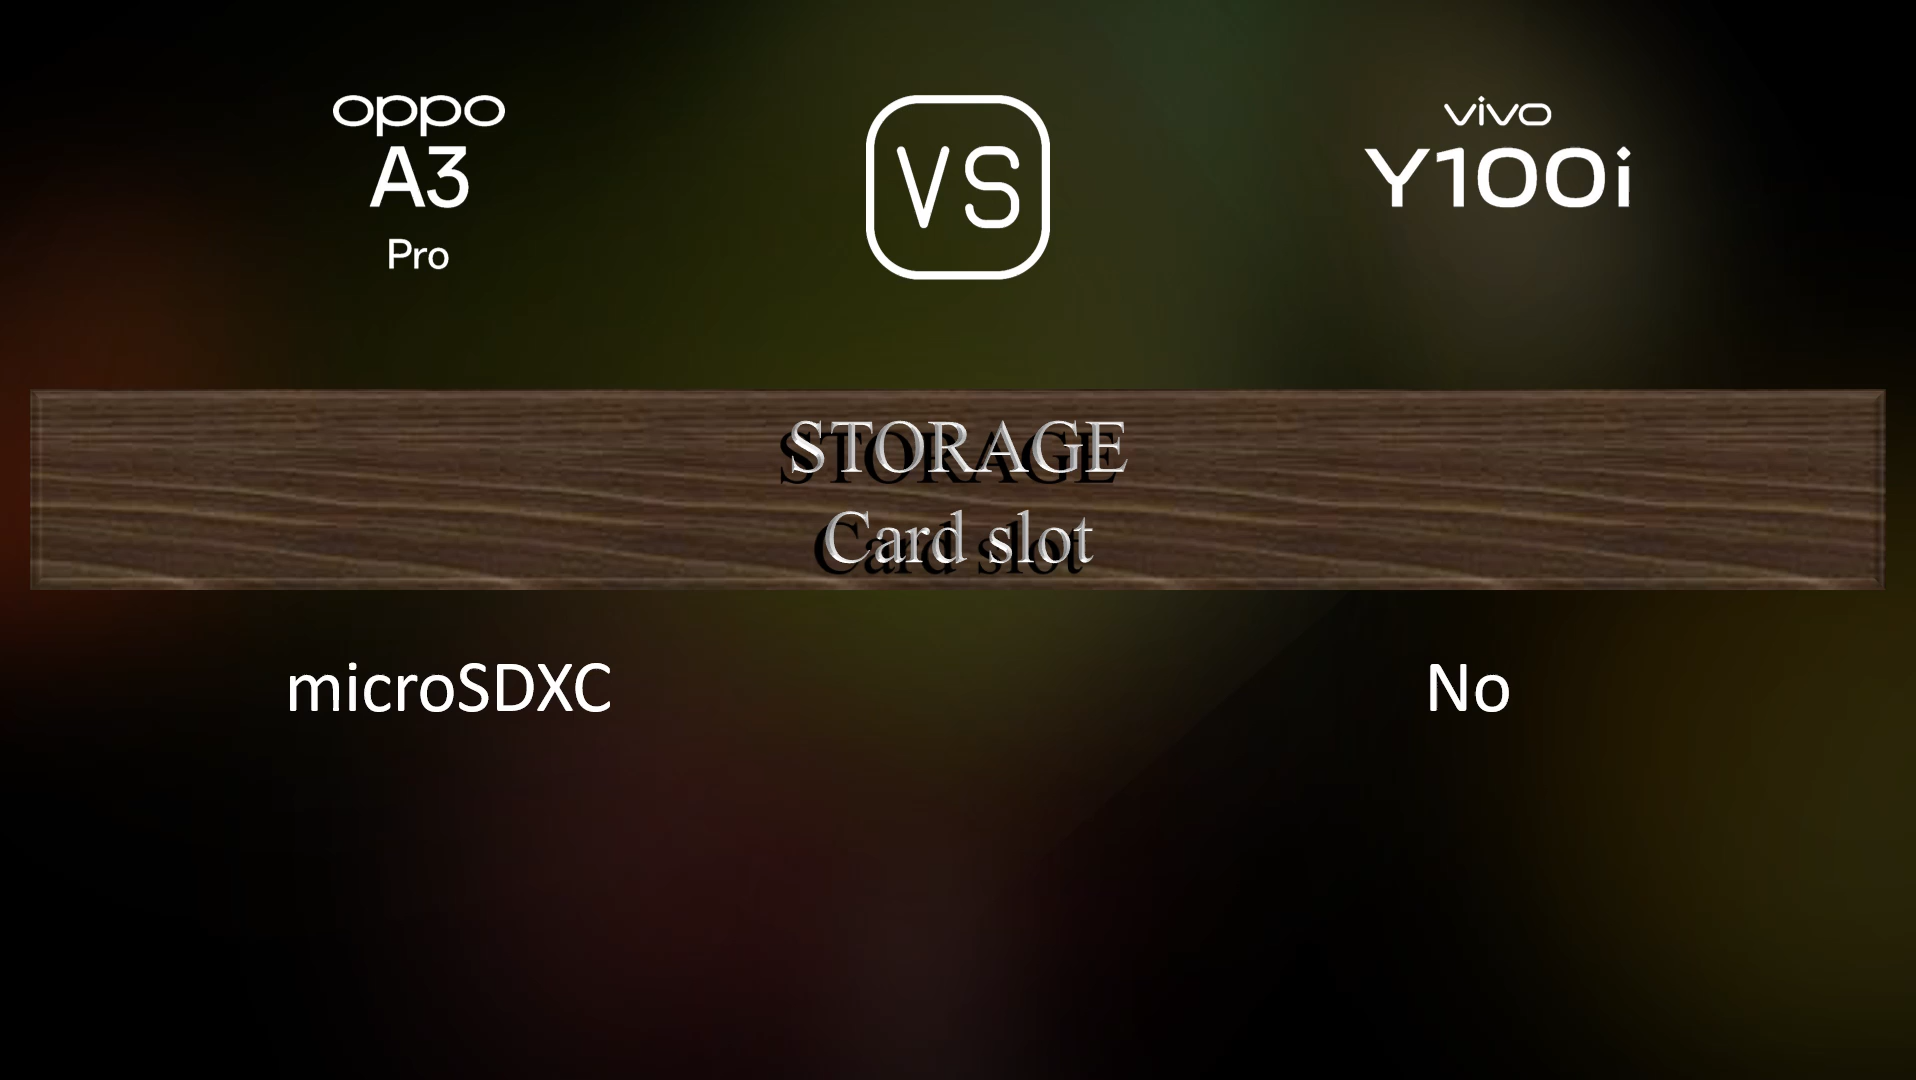 oppo
A3
Pro
VS
vivo
Y100i
STORAGE
Card slot
microSDXC
No